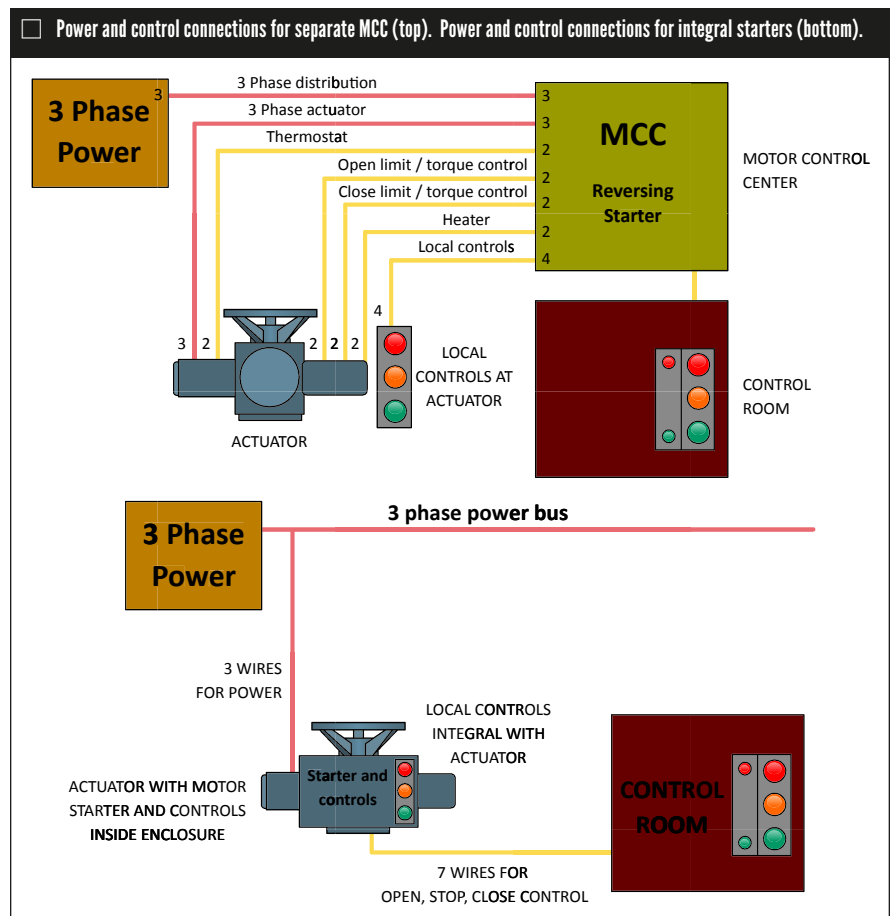 Power and control connections for separate MCC (top). Power and control connections for integral starters (bottom).
3 Phase
Power
3
3 Phase distribution
3 Phase actuator
Thermostat
Open limit / torque control
Close limit / torque control
Heater
Local controls
3
3
2
2
2
2
4
MCC
Reversing
Starter
MOTOR CONTROL
CENTER
3 2
2 2 2
4
ACTUATOR
LOCAL
CONTROLS AT
ACTUATOR
CONTROL
ROOM
3 Phase
Power
3 phase power bus
3 WIRES
FOR POWER
LOCAL CONTROLS
INTEGRAL WITH
ACTUATOR
Starter and
controls
ACTUATOR WITH MOTOR
STARTER AND CONTROLS
INSIDE ENCLOSURE
CONTROL
ROOM
7 WIRES FOR
OPEN, STOP, CLOSE CONTROL